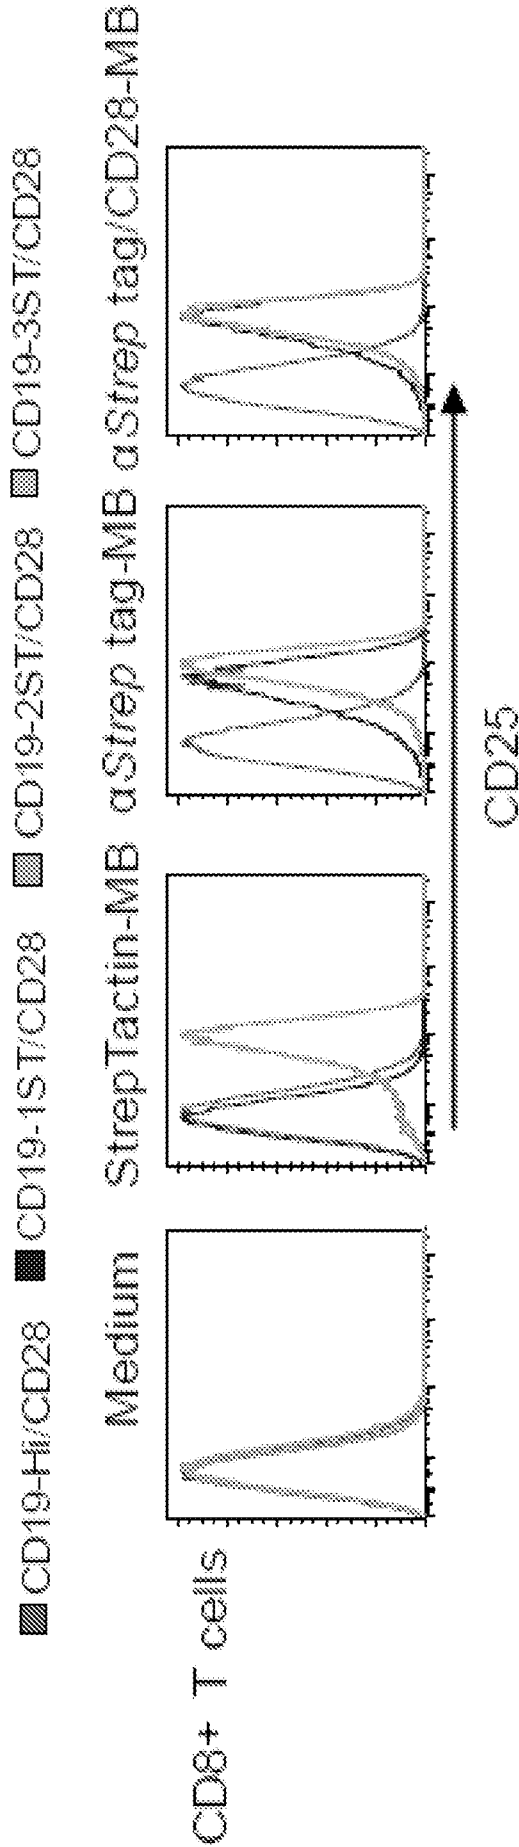 CD19-Hi/CD28 CD19-1ST/CD28 CD19-2ST/CD28 CD19-3ST/CD28
Medium StrepTactin-MB αStrep tag-MB αStrep tag/CD28-MB
CD8+ T cells
CD25